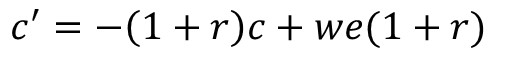 c′ = −(1 + r)c + we(1 + r)